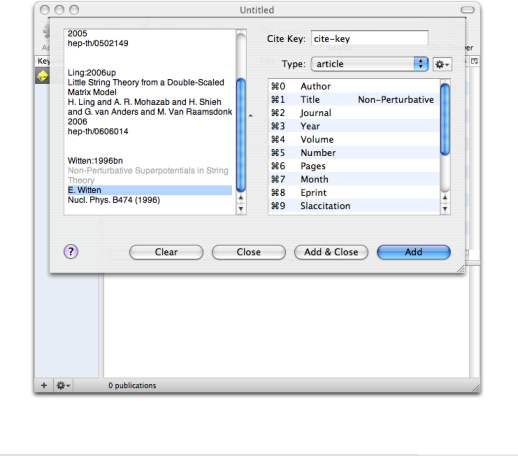 Untitled
2005
hep-th/0502149
Ling:2006up
Little String Theory from a Double-Scaled
Matrix Model
H. Ling and A. R. Mohazab and H. Shieh
and G. van Anders and M. Van Raamsdonk
2006
hep-th/0606014
Witten:1996bn
Non-Perturbative Superpotentials in String
Theory
E. Witten
Nucl. Phys. B474 (1996)
Cite Key: cite-key
Type: article
⌘0 Author
⌘1 Title Non-Perturbative
⌘2 Journal
⌘3 Year
⌘4 Volume
⌘5 Number
⌘6 Pages
⌘7 Month
⌘8 Eprint
⌘9 Slaccitation
? Clear Close Add & Close Add
+ 0 publications